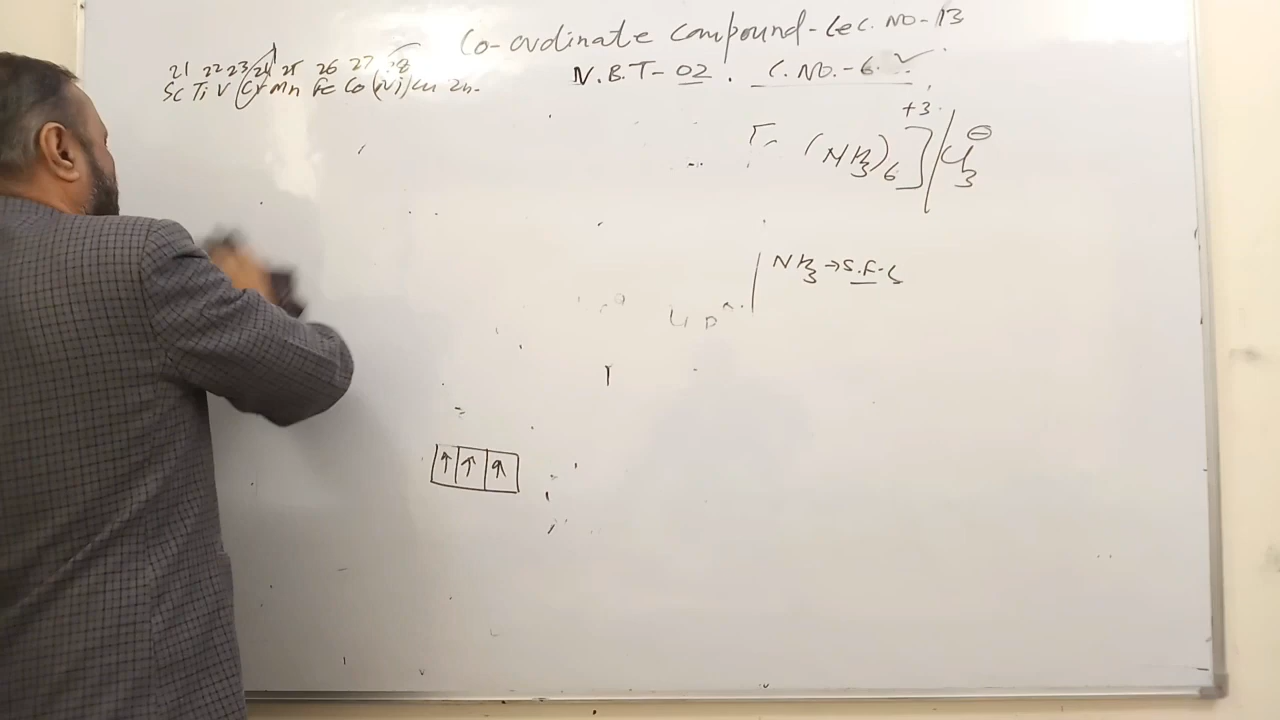 Co-ordinate compound - Lec. NO-13
V.B.T-02. C.NO.-6.
21 22 23 24 25 26 27 28
Sc Ti V Cr Mn Fe Co (Ni) Cu Zn-
(NH3)6]+3 Cl3⊖
NH3→S.F.L
↑ ↑ ↑